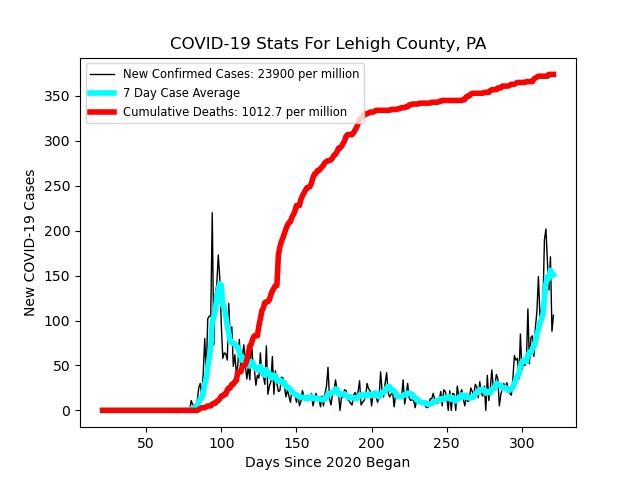 COVID-19 Stats For Lehigh County, PA
New Confirmed Cases: 23900 per million
7 Day Case Average
Cumulative Deaths: 1012.7 per million
New COVID-19 Cases
350
300
250
200
150
100
50
0
50 100 150 200 250 300
Days Since 2020 Began